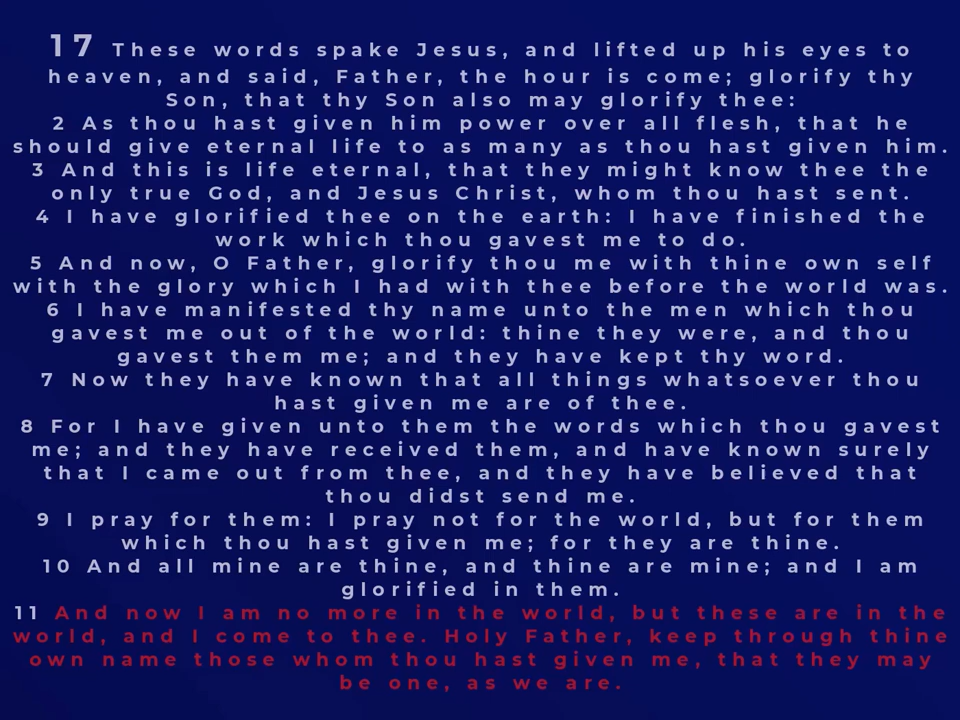 17 These words spake Jesus, and lifted up his eyes to
heaven, and said, Father, the hour is come; glorify thy
Son, that thy Son also may glorify thee:
2 As thou hast given him power over all flesh, that he
should give eternal life to as many as thou hast given him.
3 And this is life eternal, that they might know thee the
only true God, and Jesus Christ, whom thou hast sent.
4 I have glorified thee on the earth: I have finished the
work which thou gavest me to do.
5 And now, O Father, glorify thou me with thine own self
with the glory which I had with thee before the world was.
6 I have manifested thy name unto the men which thou
gavest me out of the world: thine they were, and thou
gavest them me; and they have kept thy word.
7 Now they have known that all things whatsoever thou
hast given me are of thee.
8 For I have given unto them the words which thou gavest
me; and they have received them, and have known surely
that I came out from thee, and they have believed that
thou didst send me.
9 I pray for them: I pray not for the world, but for them
which thou hast given me; for they are thine.
10 And all mine are thine, and thine are mine; and I am
glorified in them.
11 And now I am no more in the world, but these are in the
world, and I come to thee. Holy Father, keep through thine
own name those whom thou hast given me, that they may
be one, as we are.